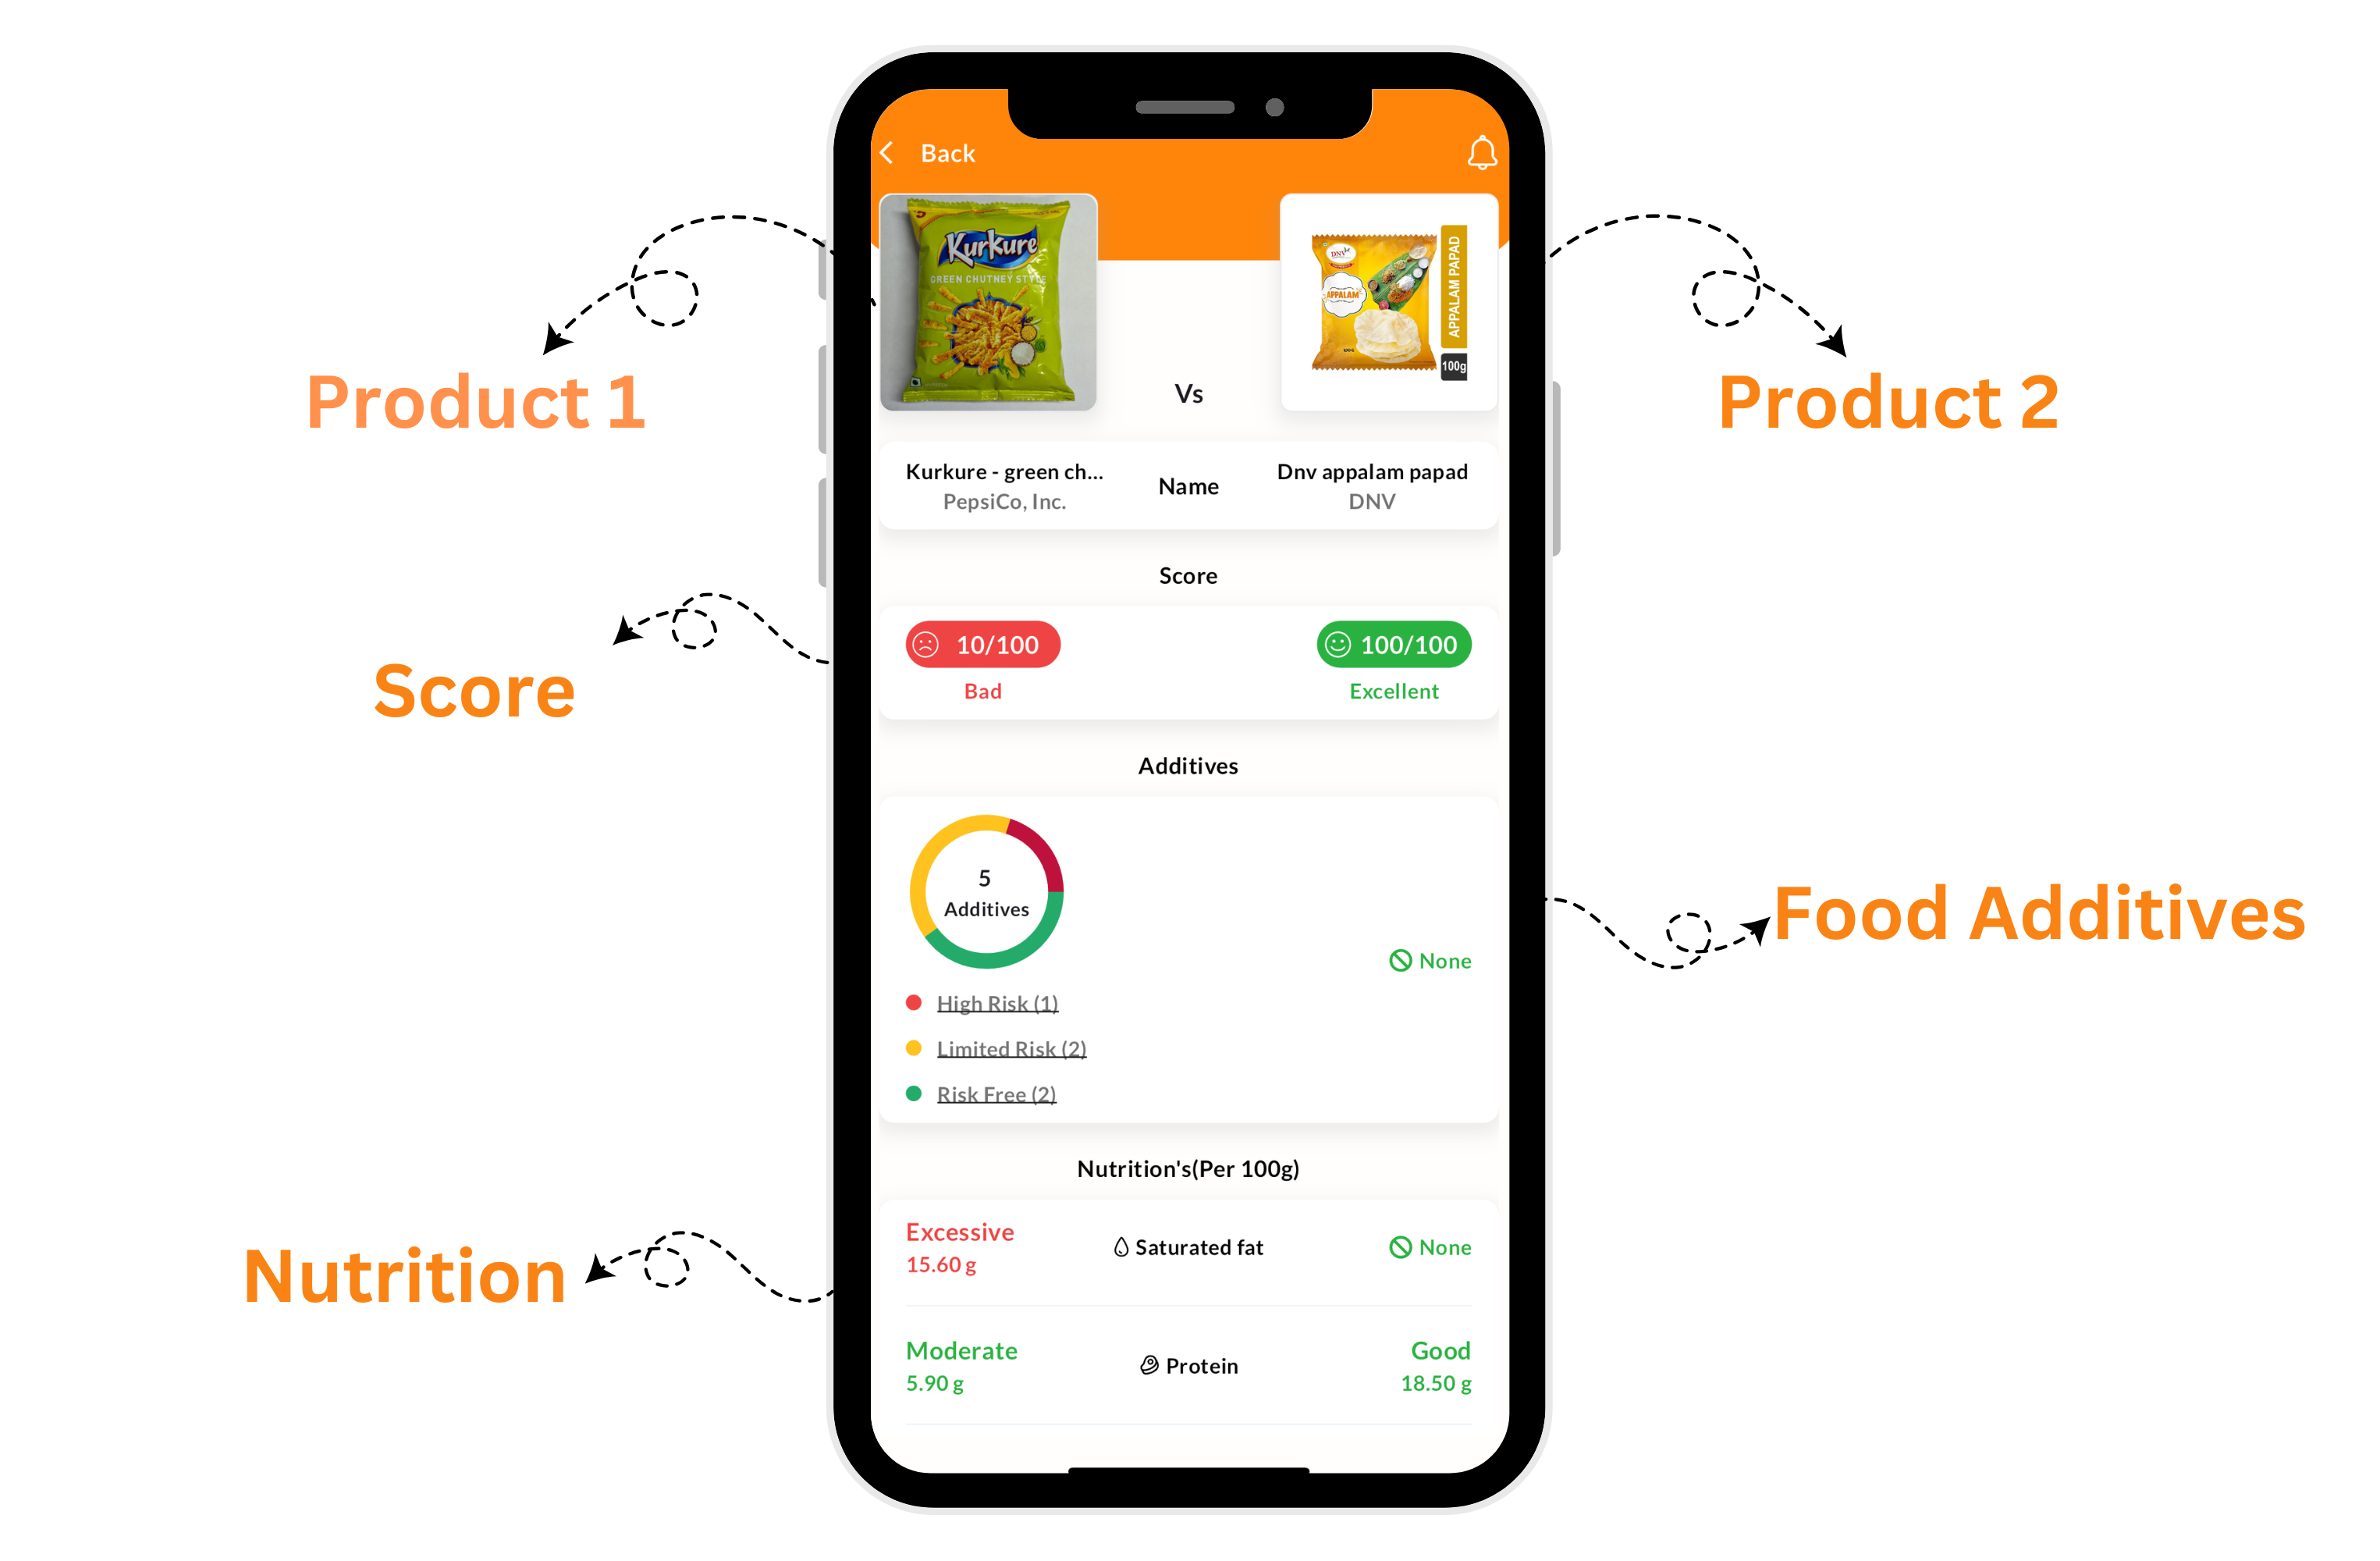 Back
Kurkure
GREEN CHUTNEY STYLE
DNV
APPALAM
APPALAM PAPAD
100g
Vs
Product 1
Product 2
Kurkure - green ch...
PepsiCo, Inc.
Name
Dnv appalam papad
DNV
Score
10/100
Bad
100/100
Excellent
Score
Additives
5
Additives
None
Food Additives
High Risk (1)
Limited Risk (2)
Risk Free (2)
Nutrition's(Per 100g)
Excessive
15.60 g
Saturated fat
None
Nutrition
Moderate
5.90 g
Protein
Good
18.50 g